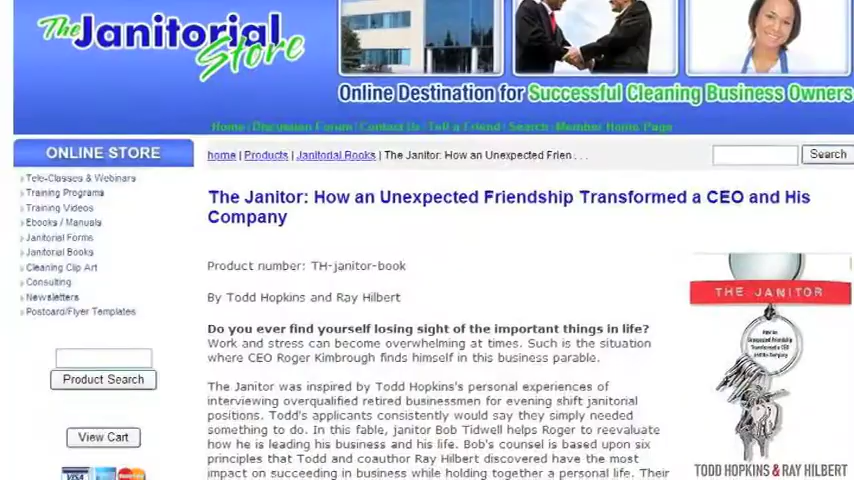 The Janitorial
Store
Online Destination for Successful Cleaning Business Owners
Home | Discussion Forum | Contact Us | Tell a Friend | Search | Member Home Page
ONLINE STORE
Tele-Classes & Webinars
Training Programs
Training Videos
Ebooks / Manuals
Janitorial Forms
Janitorial Books
Cleaning Clip Art
Consulting
Newsletters
Postcard/Flyer Templates
Product Search
View Cart
VISA
home | Products | Janitorial Books | The Janitor: How an Unexpected Frien . . .
Search
The Janitor: How an Unexpected Friendship Transformed a CEO and His
Company
Product number: TH-janitor-book
By Todd Hopkins and Ray Hilbert
Do you ever find yourself losing sight of the important things in life?
Work and stress can become overwhelming at times. Such is the situation
where CEO Roger Kimbrough finds himself in this business parable.
The Janitor was inspired by Todd Hopkins's personal experiences of
interviewing overqualified retired businessmen for evening shift janitorial
positions. Todd's applicants consistently would say they simply needed
something to do. In this fable, janitor Bob Tidwell helps Roger to reevaluate
how he is leading his business and his life. Bob's counsel is based upon six
principles that Todd and coauthor Ray Hilbert discovered have the most
impact on succeeding in business while holding together a personal life. Their
THE JANITOR
How an
Unexpected Friendship
Transformed a CEO
and His Company
TODD HOPKINS & RAY HILBERT